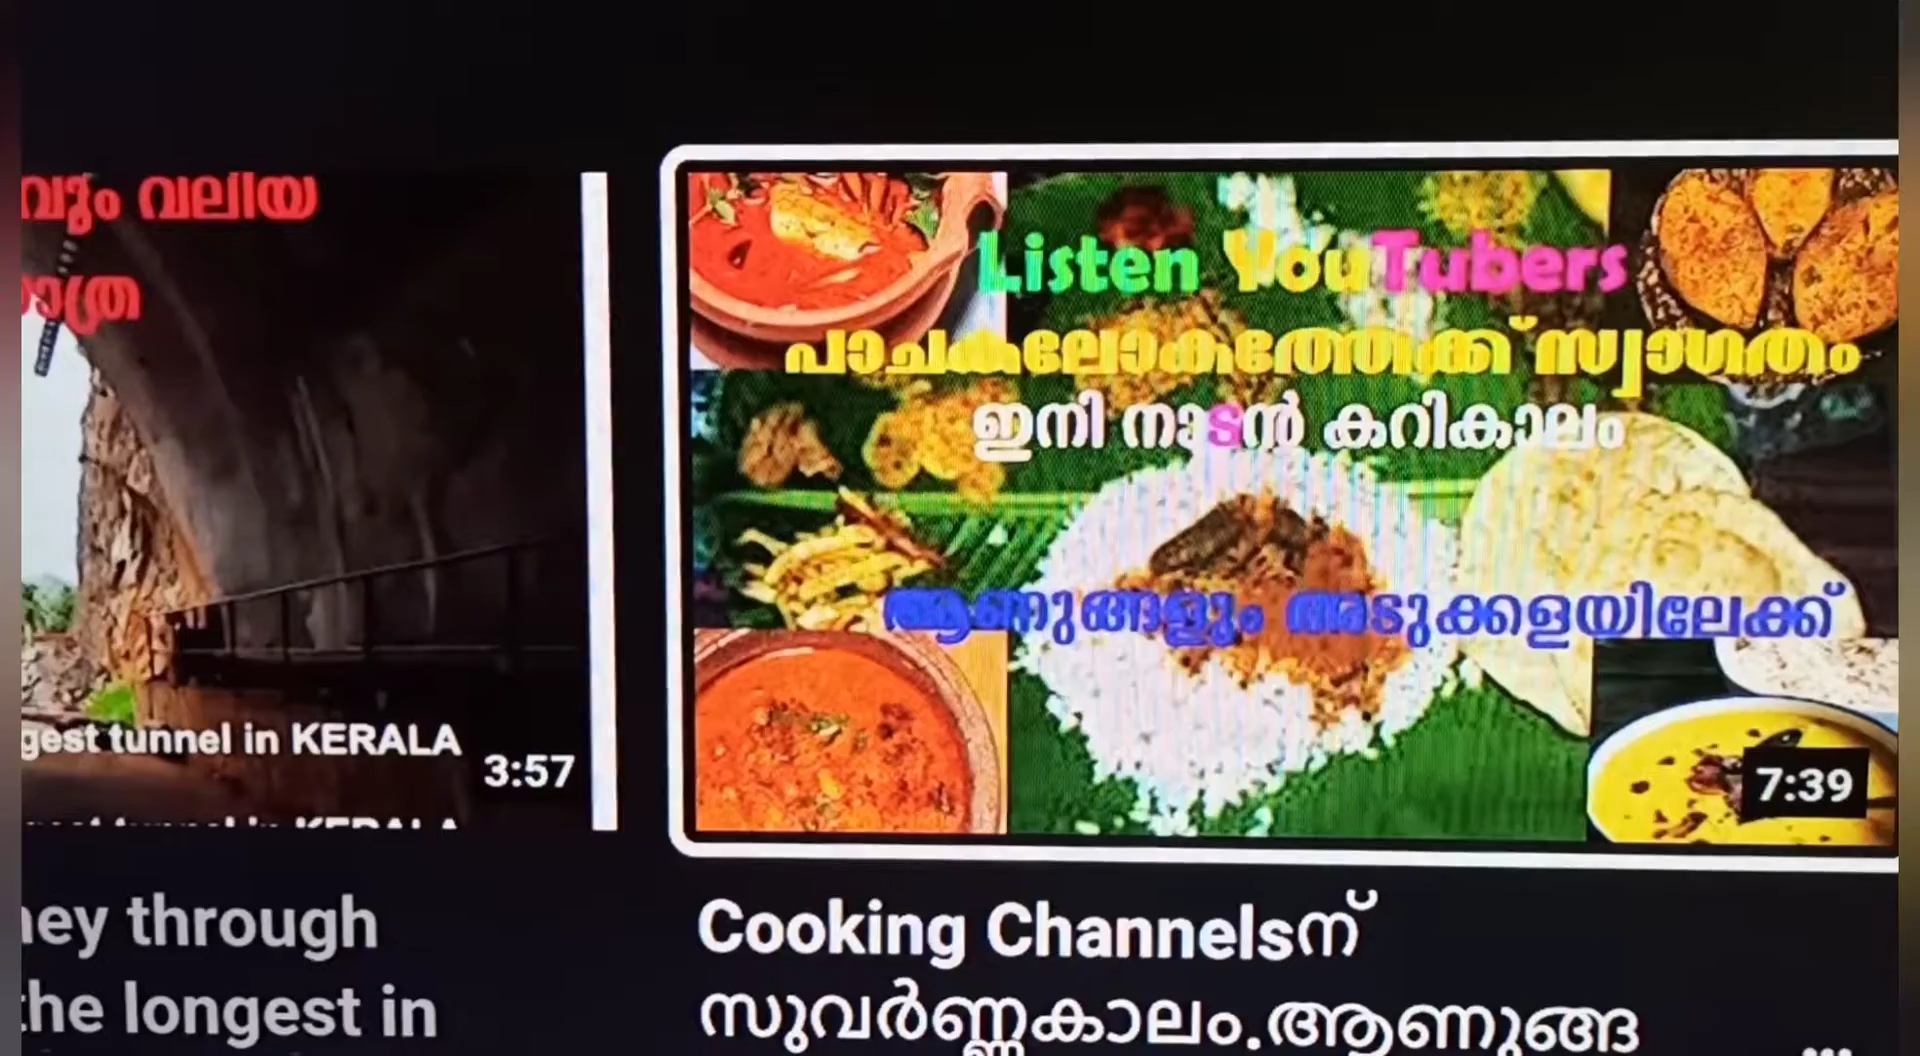 വും വലിയ
ത്ര
gest tunnel in KERALA
3:57
ney through
the longest in
Listen YouTubers
പാചകലോകത്തേക്ക് സ്വാഗതം
ഇനി നാടൻ കറികാലം
ആണുങ്ങളും അടുക്കളയിലേക്ക്
7:39
Cooking Channelsന്
സുവർണ്ണകാലം.ആണുങ്ങ
...